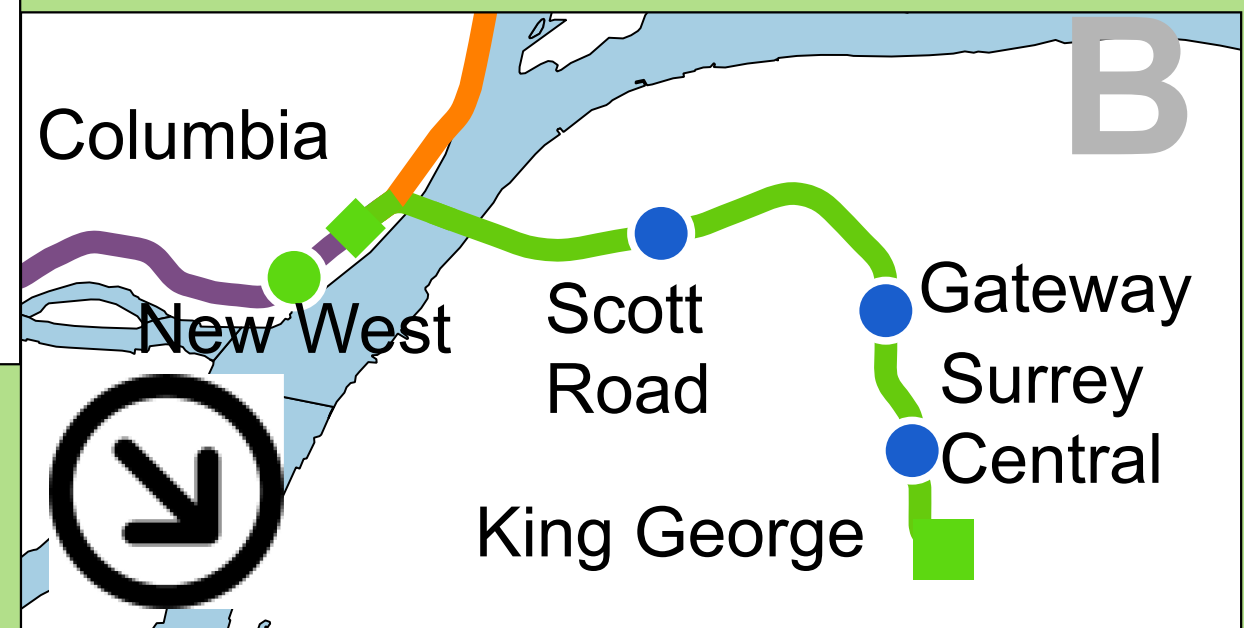 B
Columbia
New West
Scott
Road
Gateway
Surrey
Central
King George